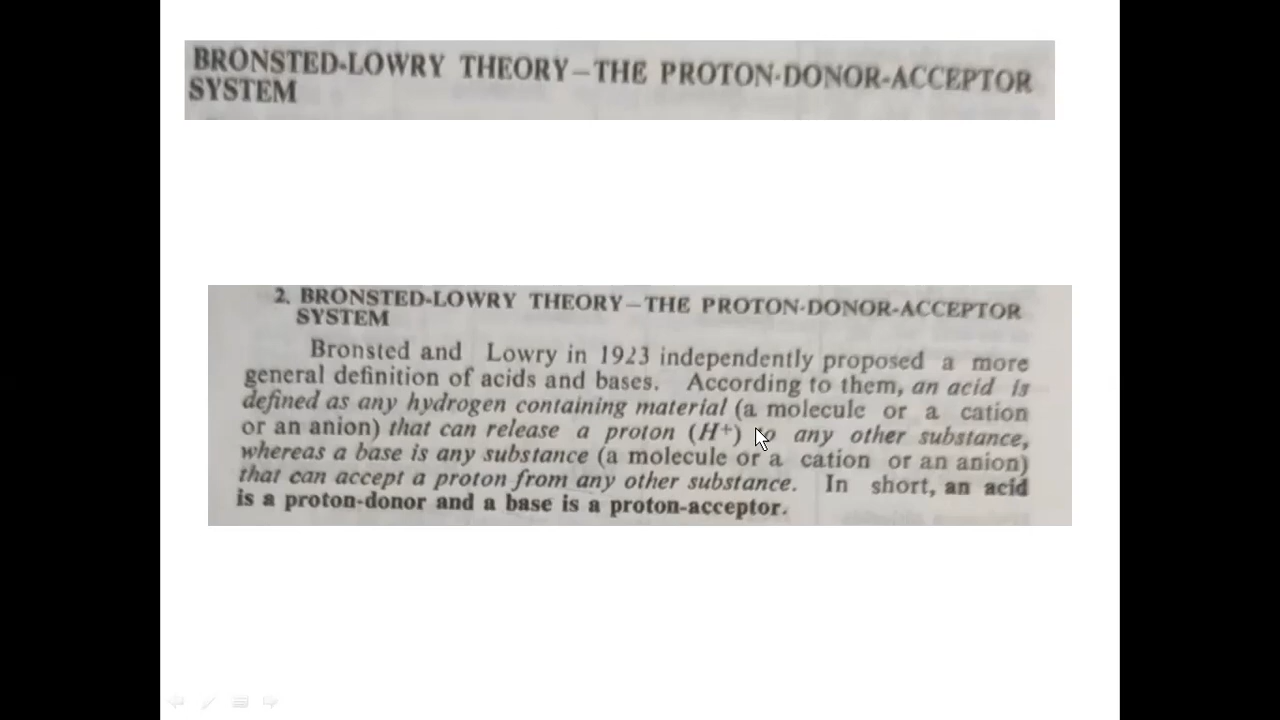 BRONSTED-LOWRY THEORY—THE PROTON-DONOR-ACCEPTOR
SYSTEM
2. BRONSTED-LOWRY THEORY—THE PROTON-DONOR-ACCEPTOR
SYSTEM
Bronsted and Lowry in 1923 independently proposed a more
general definition of acids and bases. According to them, an acid is
defined as any hydrogen containing material (a molecule or a cation
or an anion) that can release a proton (H+) to any other substance,
whereas a base is any substance (a molecule or a cation or an anion)
that can accept a proton from any other substance. In short, an acid
is a proton-donor and a base is a proton-acceptor.